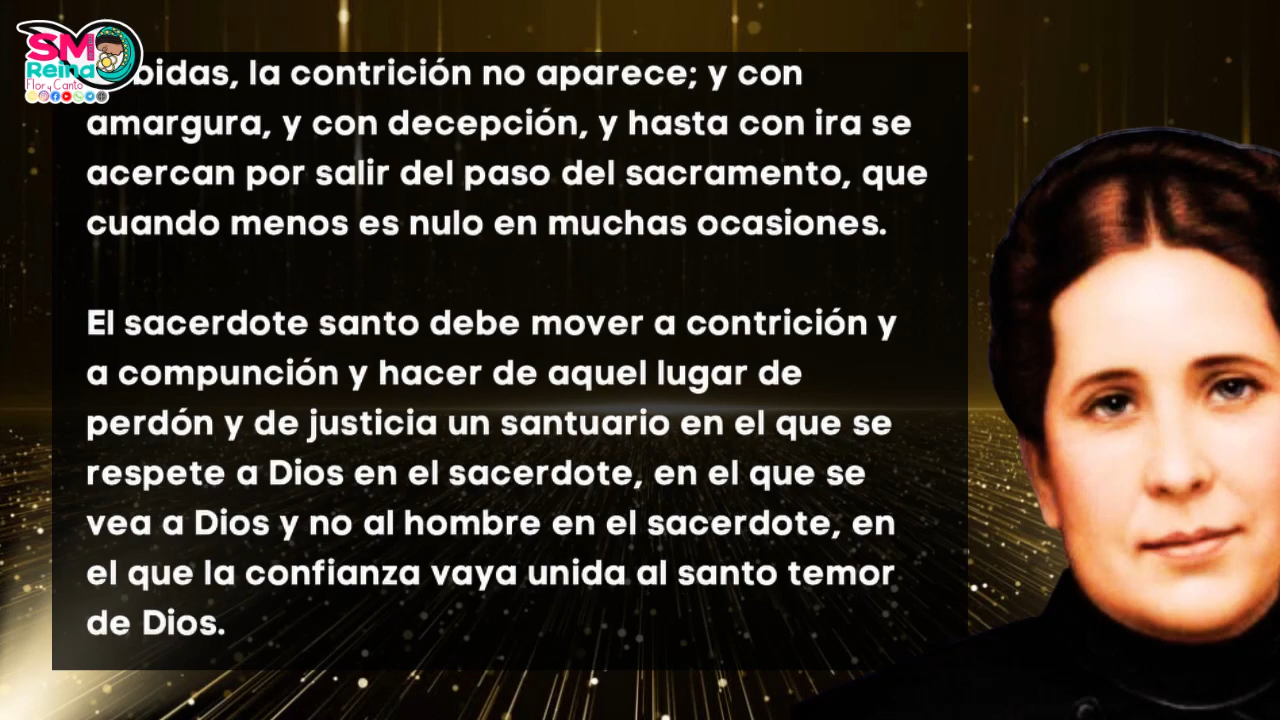 SM
Reina
Flor y Canto
bidas, la contrición no aparece; y con
amargura, y con decepción, y hasta con ira se
acercan por salir del paso del sacramento, que
cuando menos es nulo en muchas ocasiones.
El sacerdote santo debe mover a contrición y
a compunción y hacer de aquel lugar de
perdón y de justicia un santuario en el que se
respete a Dios en el sacerdote, en el que se
vea a Dios y no al hombre en el sacerdote, en
el que la confianza vaya unida al santo temor
de Dios.